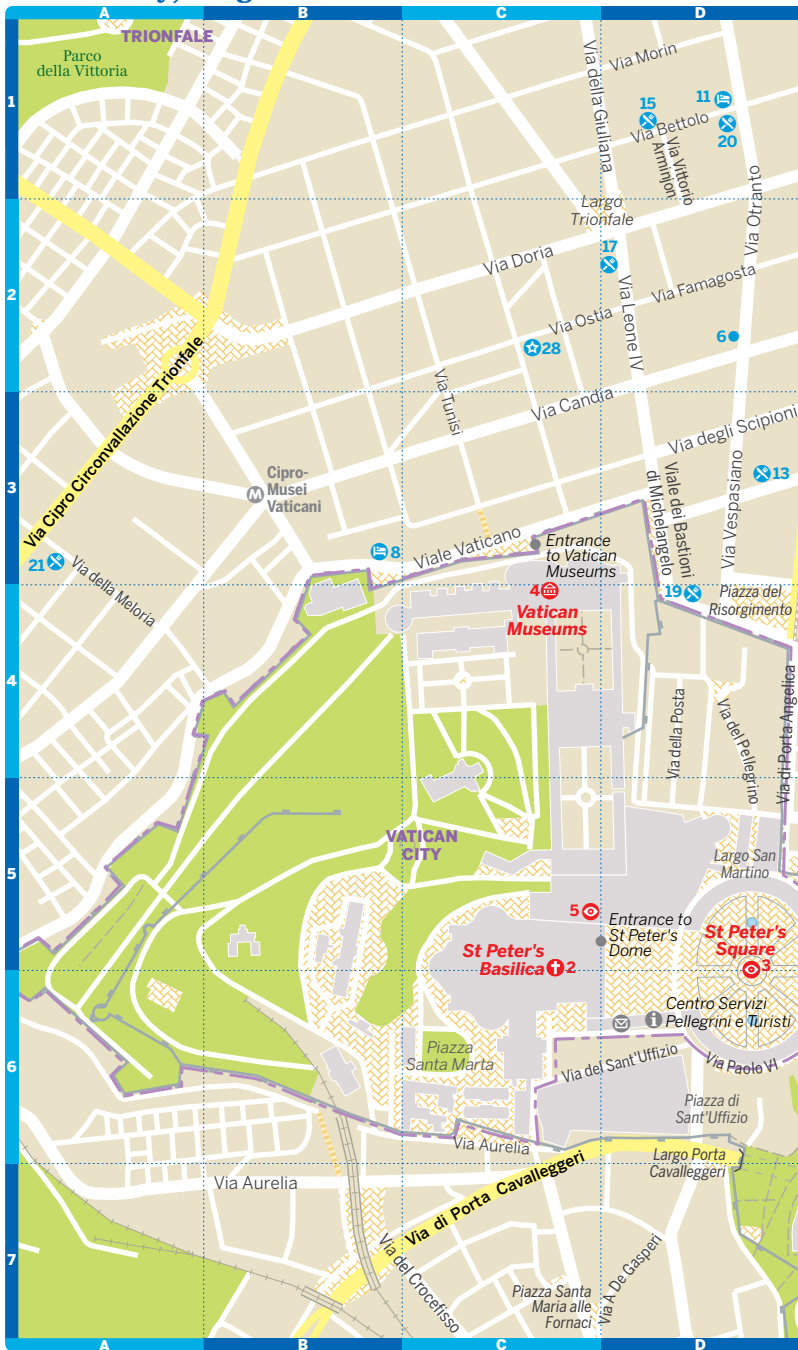 A
B
C
D
TRIONFALE
Parco
della Vittoria
Via della Giuliana
Via Morin
1
15
11
Via Bettolo
20
Via Vittorio
Arminjon
Via Otranto
Largo
Trionfale
17
Via Doria
2
Via Leone IV
Via Famagosta
Via Ostia
28
6
Via Cipro Circonvallazione Trionfale
Via Tunisi
Via Candia
Via degli Scipioni
3
M
Cipro-
Musei
Vaticani
13
Viale dei Bastioni
di Michelangelo
Via Vespasiano
21
Via della Meloria
8
Viale Vaticano
Entrance
to Vatican
Museums
4
Vatican
Museums
19
Piazza del
Risorgimento
4
Via della Posta
Via del Pellegrino
Via di Porta Angelica
VATICAN
CITY
5
Largo San
Martino
5
Entrance to
St Peter's
Dome
St Peter's
Square
3
St Peter's
Basilica
2
Centro Servizi
Pellegrini e Turisti
6
Piazza
Santa Marta
Via del Sant'Uffizio
Via Paolo VI
Piazza di
Sant'Uffizio
Via Aurelia
Largo Porta
Cavalleggeri
Via Aurelia
Via di Porta Cavalleggeri
7
Via del Crocefisso
Piazza Santa
Maria alle
Fornaci
Via A De Gasperi
A
B
C
D